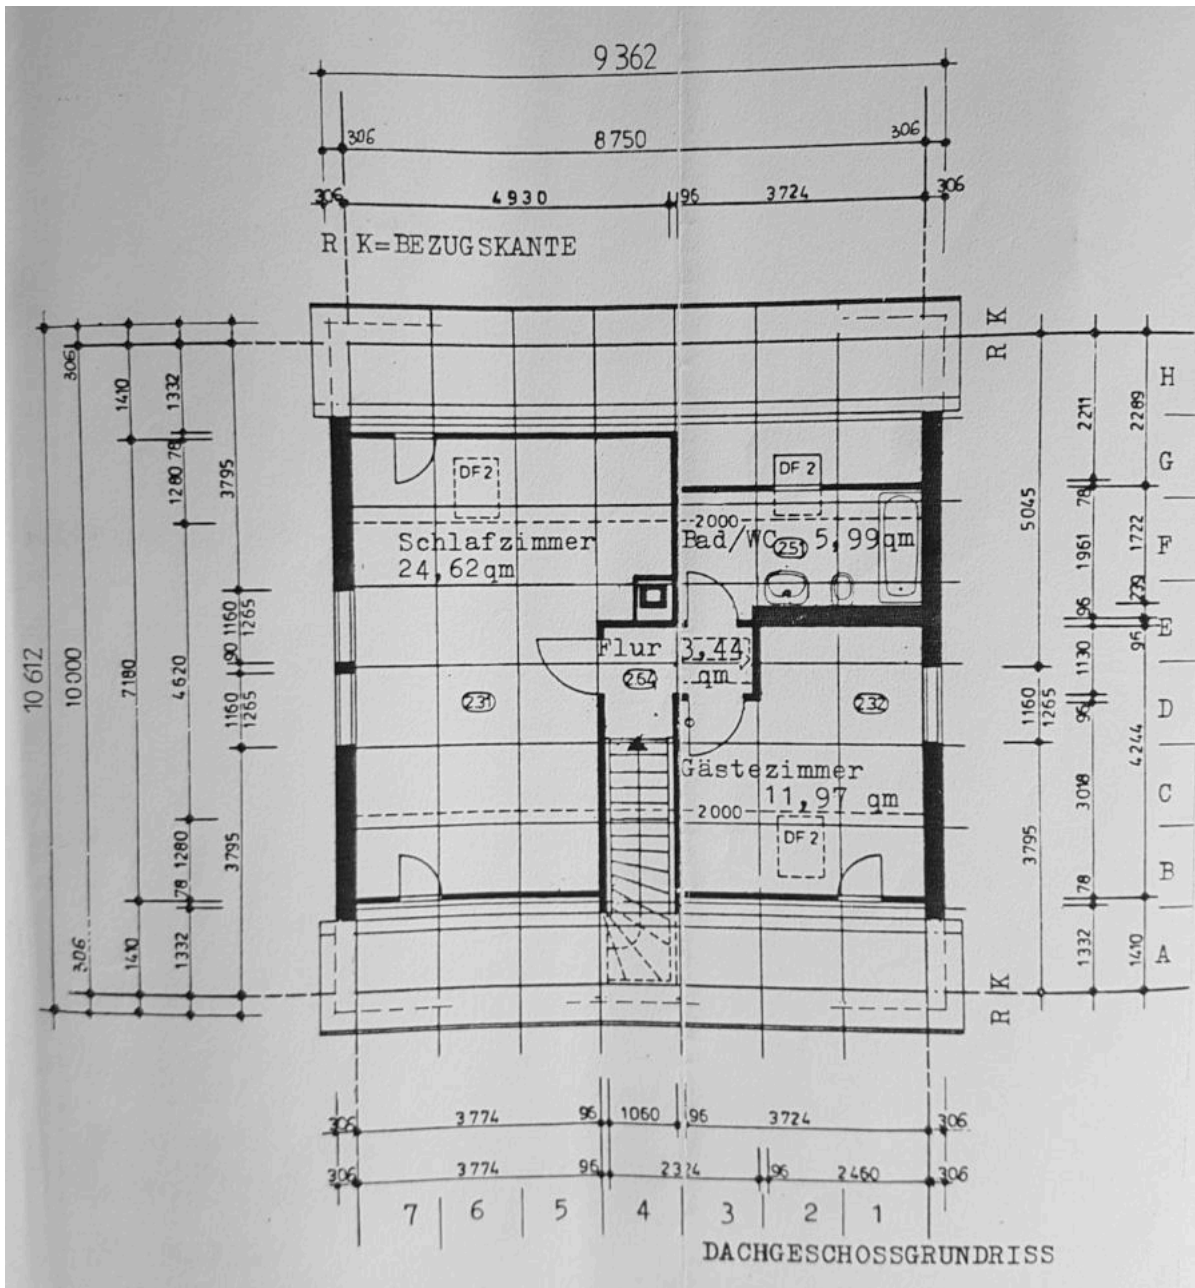 9362
306 8750 306
306 4930 96 3724 306
R K=BEZUGSKANTE
K
R
306
1410
1332
78
1280
3795
10612
10000
7180
4620
1160
1265
190
1160
1265
3795
1280
78
306
1410
1332
2211
2289
78
5045
1961
1722
239
96
96
1130
1160
1265
96
4244
3018
3795
78
1332
1410
H
G
F
E
D
C
B
A
DF 2
DF 2
2000
Schlafzimmer
24,62qm
Bad/WC 251 5,99qm
Flur 3,44
qm
264
231
232
Gästezimmer
11,97 qm
2000
DF 2
K
R
306 3774 96 1060 96 3724 306
306 3774 96 2324 96 2460 306
7 6 5 4 3 2 1
DACHGESCHOSSGRUNDRISS